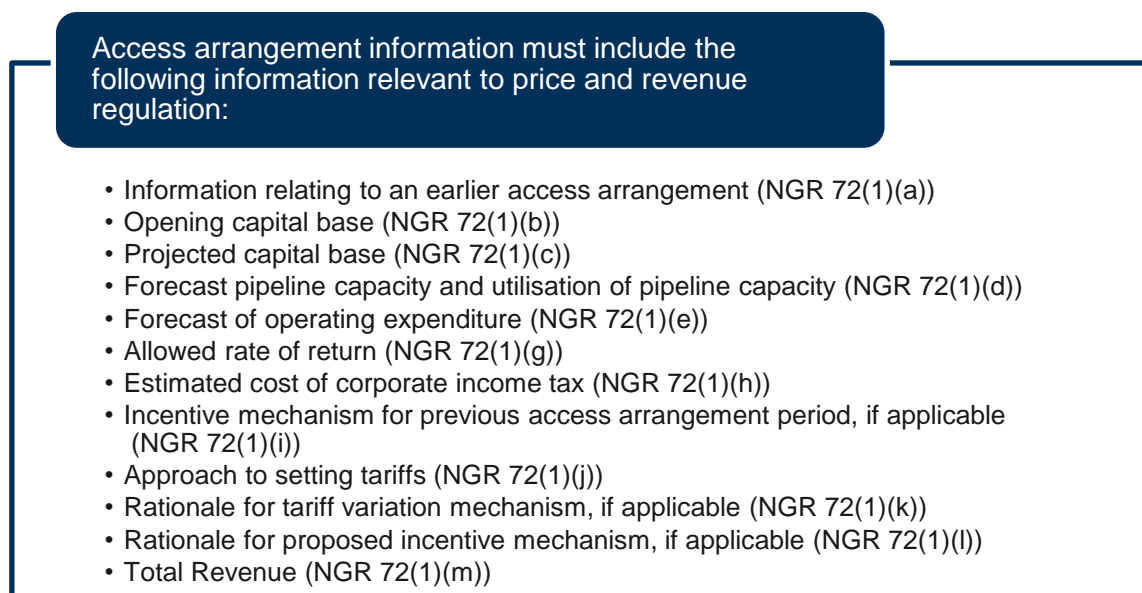 Access arrangement information must include the
following information relevant to price and revenue
regulation:
• Information relating to an earlier access arrangement (NGR 72(1)(a))
• Opening capital base (NGR 72(1)(b))
• Projected capital base (NGR 72(1)(c))
• Forecast pipeline capacity and utilisation of pipeline capacity (NGR 72(1)(d))
• Forecast of operating expenditure (NGR 72(1)(e))
• Allowed rate of return (NGR 72(1)(g))
• Estimated cost of corporate income tax (NGR 72(1)(h))
• Incentive mechanism for previous access arrangement period, if applicable
(NGR 72(1)(i))
• Approach to setting tariffs (NGR 72(1)(j))
• Rationale for tariff variation mechanism, if applicable (NGR 72(1)(k))
• Rationale for proposed incentive mechanism, if applicable (NGR 72(1)(l))
• Total Revenue (NGR 72(1)(m))